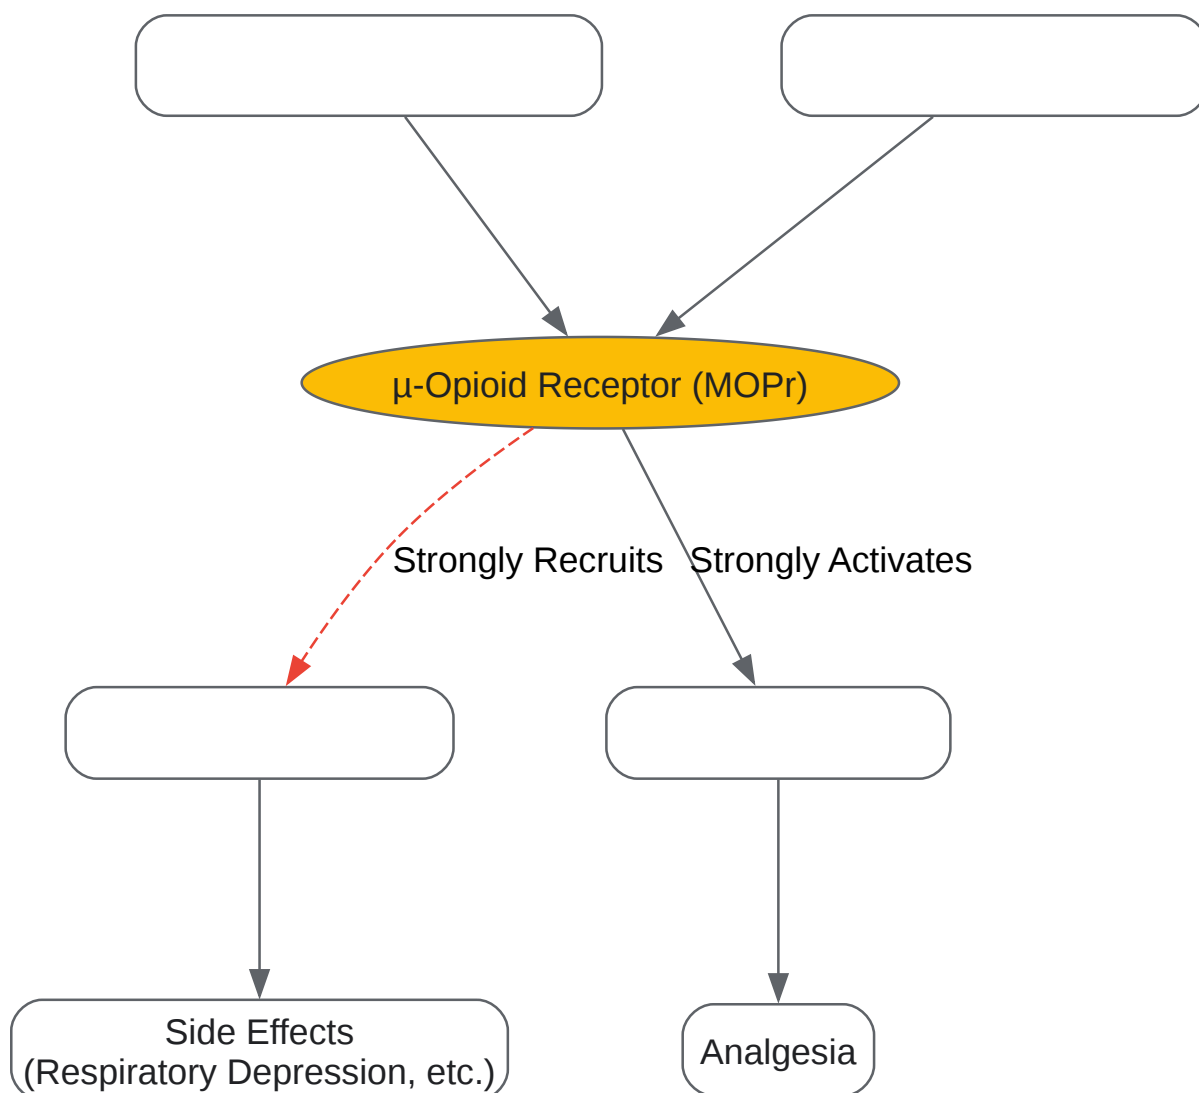 µ-Opioid Receptor (MOPr)
Strongly Recruits
Strongly Activates
Side Effects
(Respiratory Depression, etc.)
Analgesia